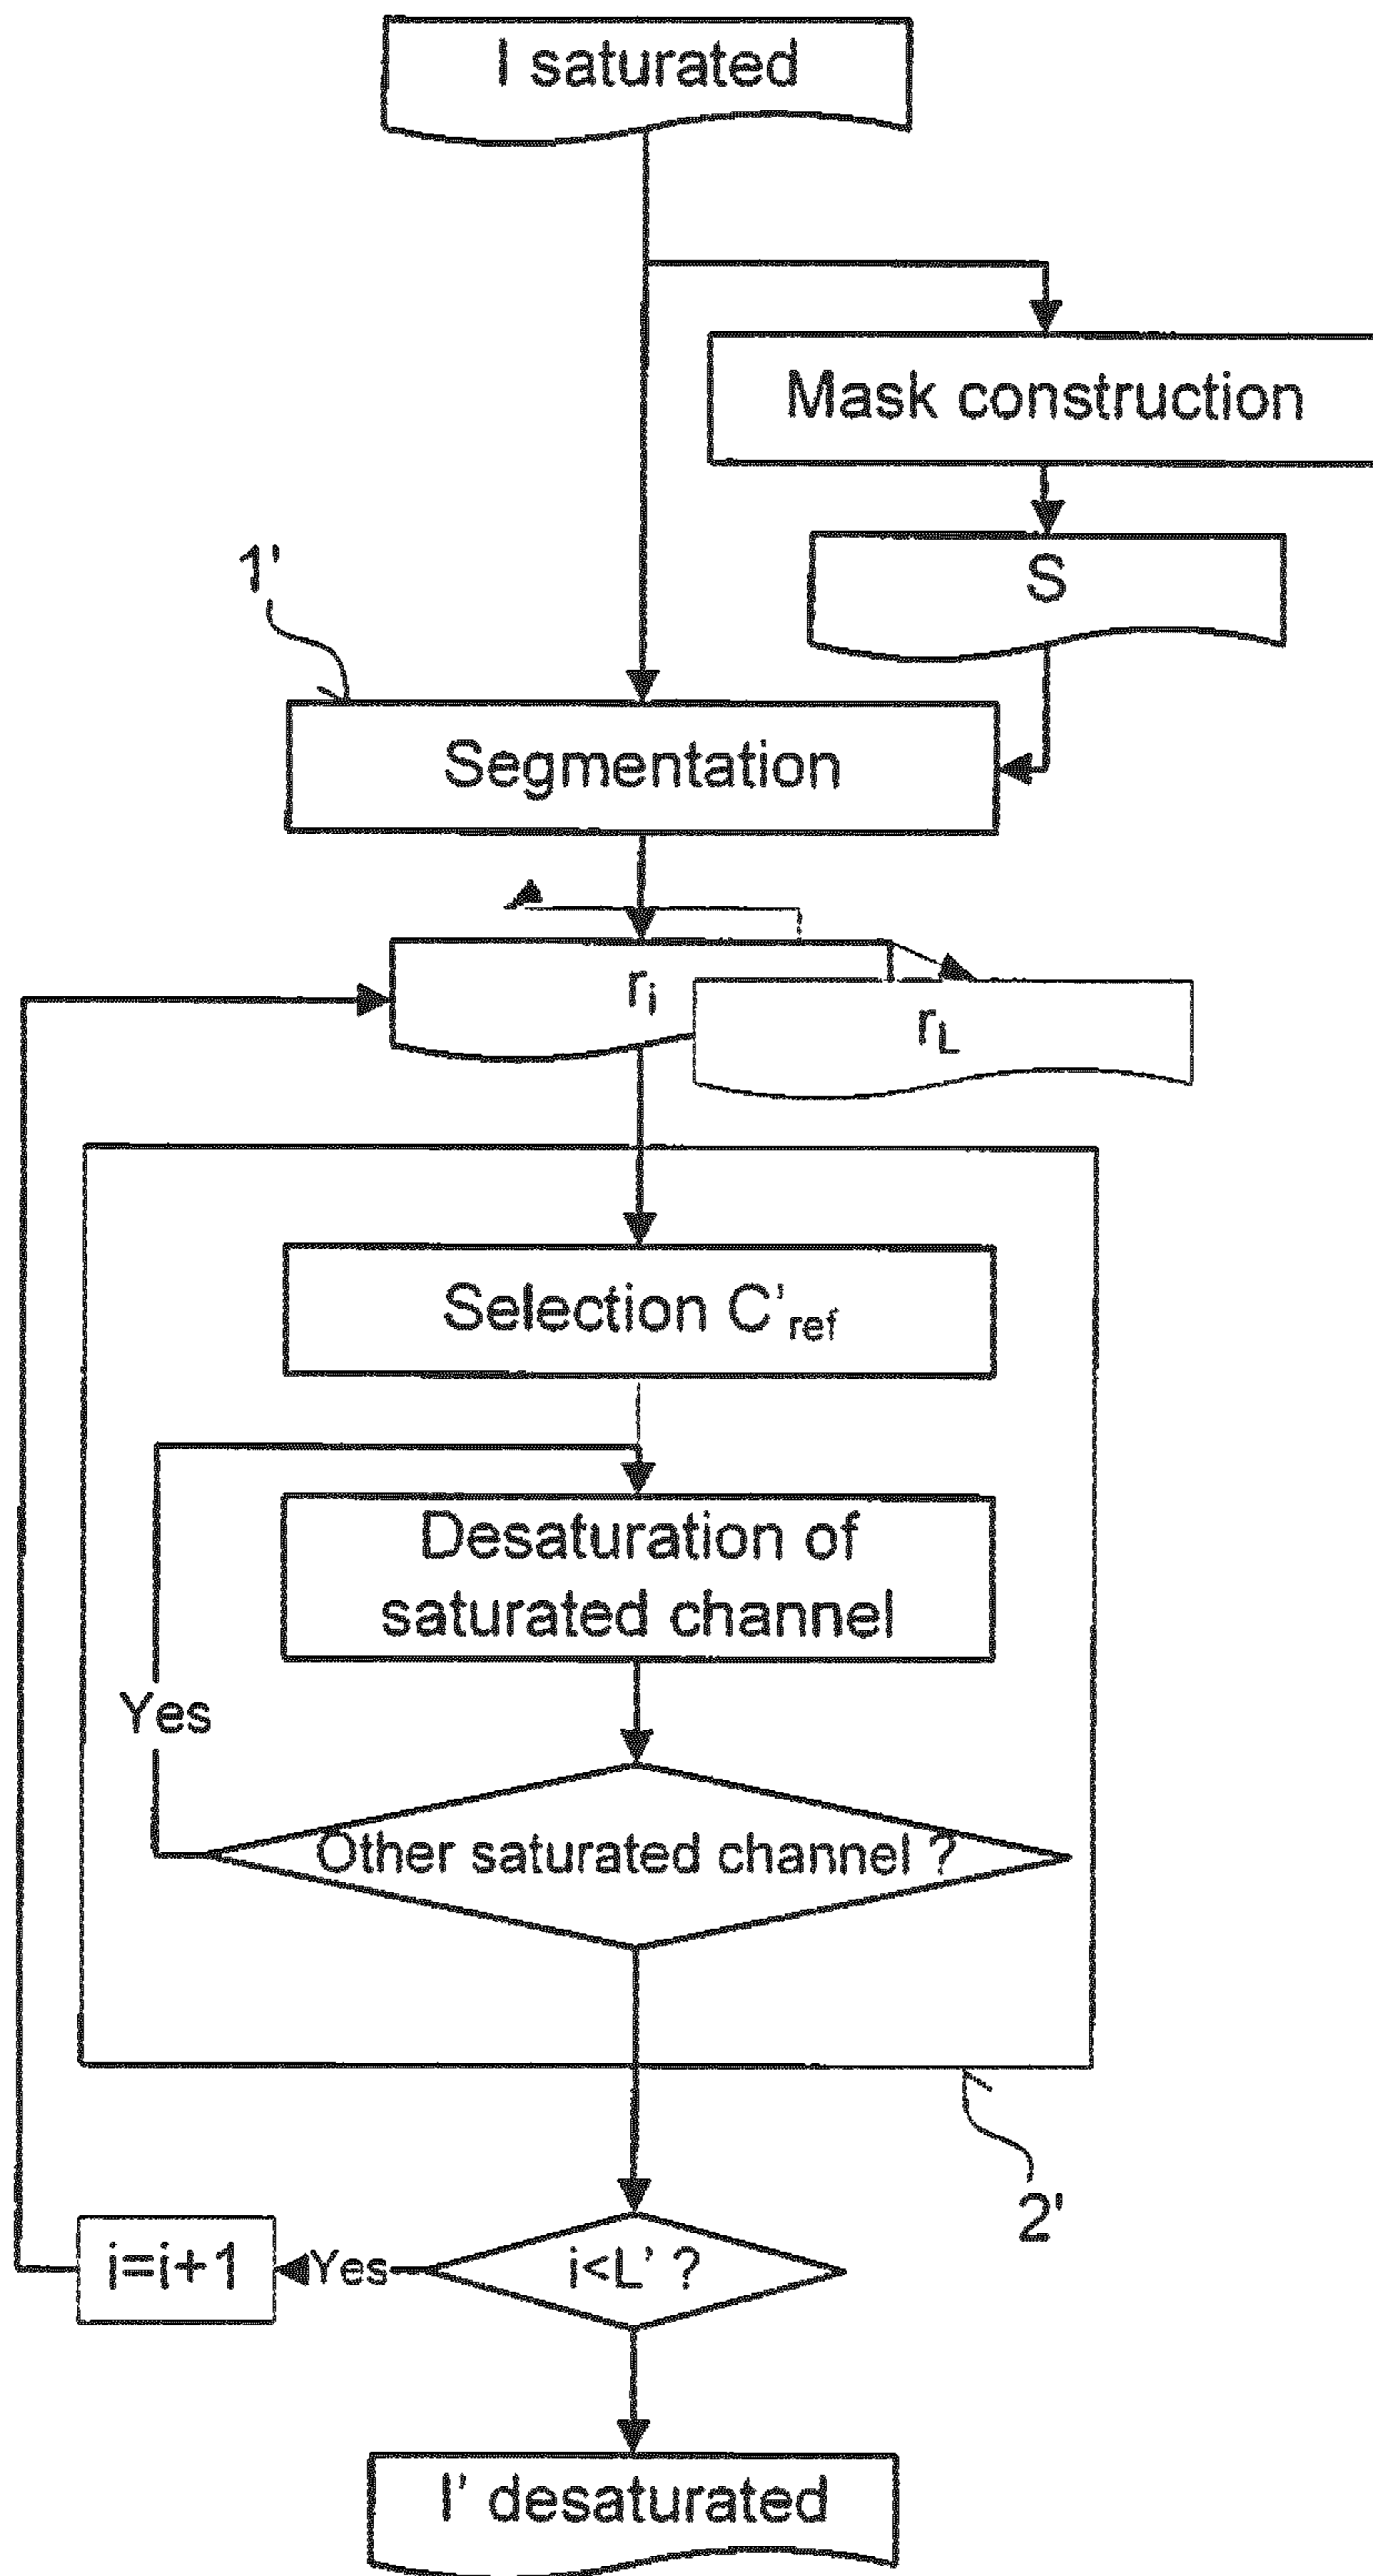 I saturated
Mask construction
S
1'
Segmentation
ri
rL
Selection C'ref
Desaturation of
saturated channel
Yes
Other saturated channel ?
2'
i=i+1
Yes
i<L' ?
I' desaturated